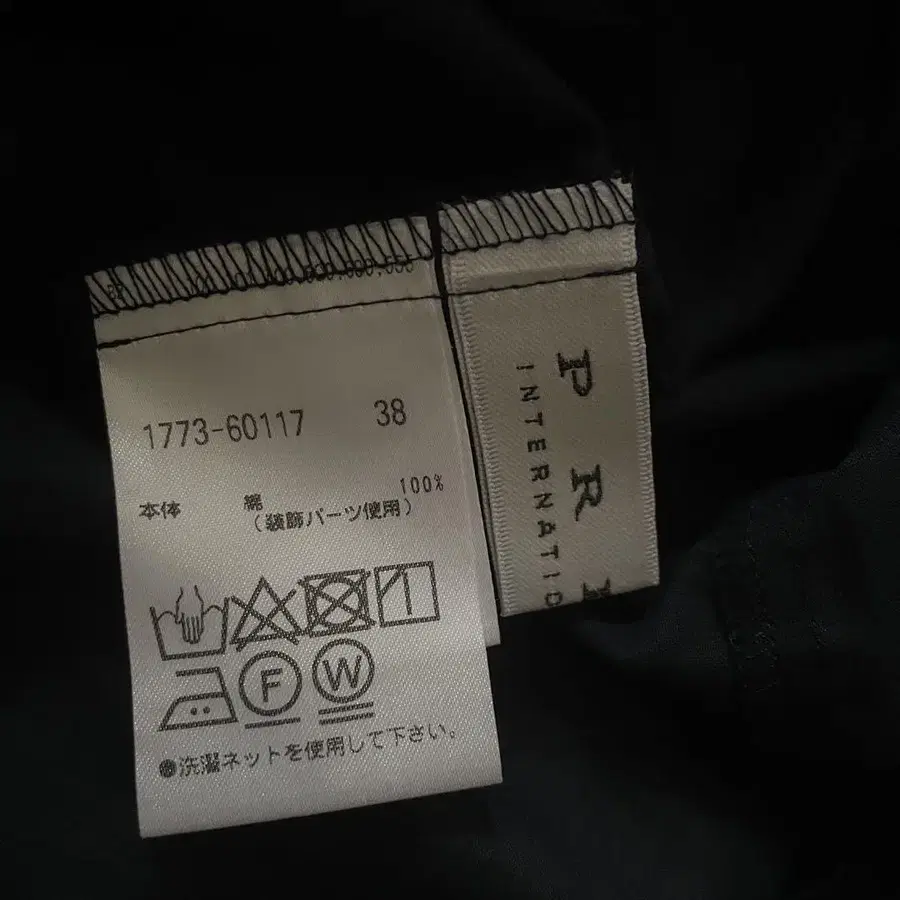 1773-60117 38
本体 綿 100%
(装飾パーツ使用)
F W
●洗濯ネットを使用して下さい。
P R
INTERNATIO